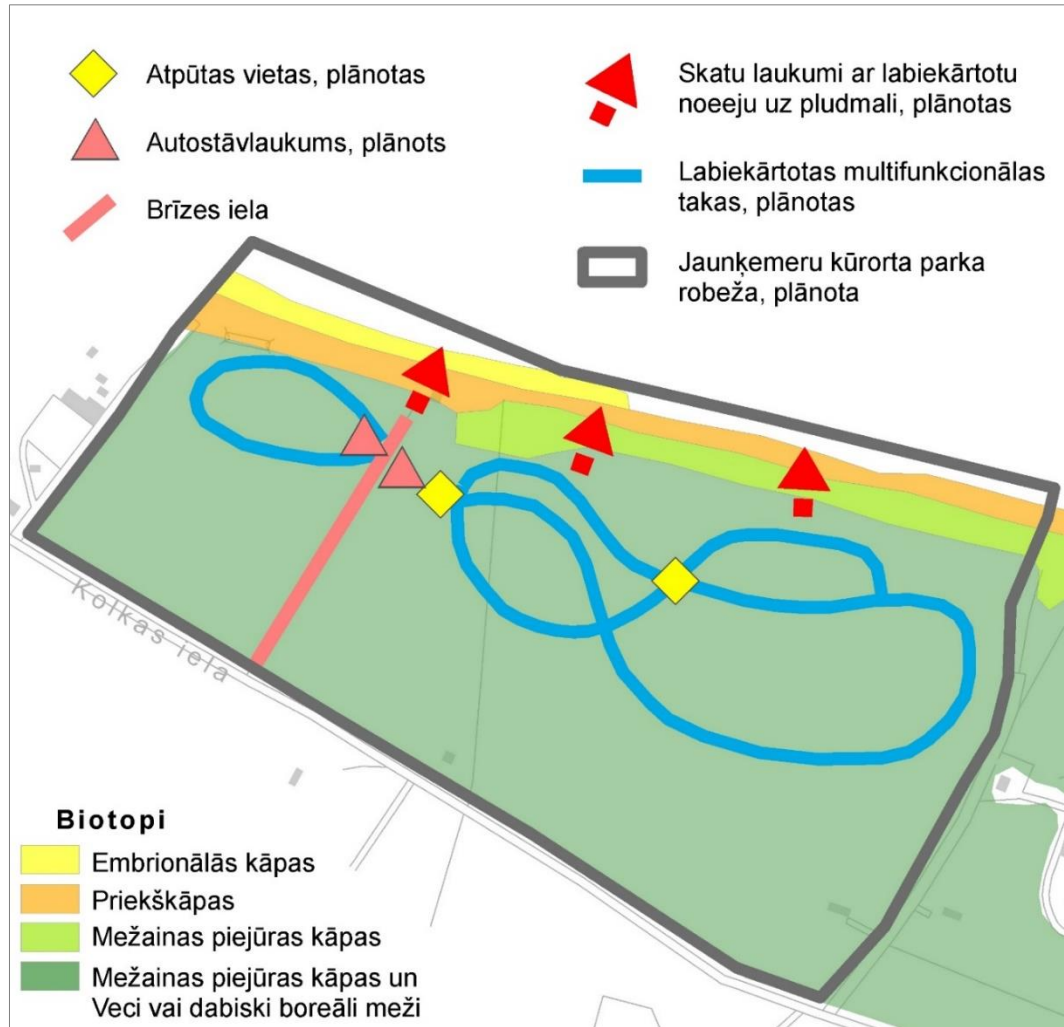 Atpūtas vietas, plānotas
Autostāvlaukums, plānots
Brīzes iela
Skatu laukumi ar labiekārtotu
noeeju uz pludmali, plānotas
Labiekārtotas multifunkcionālas
takas, plānotas
Jaunķemeru kūrorta parka
robeža, plānota
Kolkas iela
Biotopi
Embrionālās kāpas
Priekškāpas
Mežainas piejūras kāpas
Mežainas piejūras kāpas un
Veci vai dabiski boreāli meži